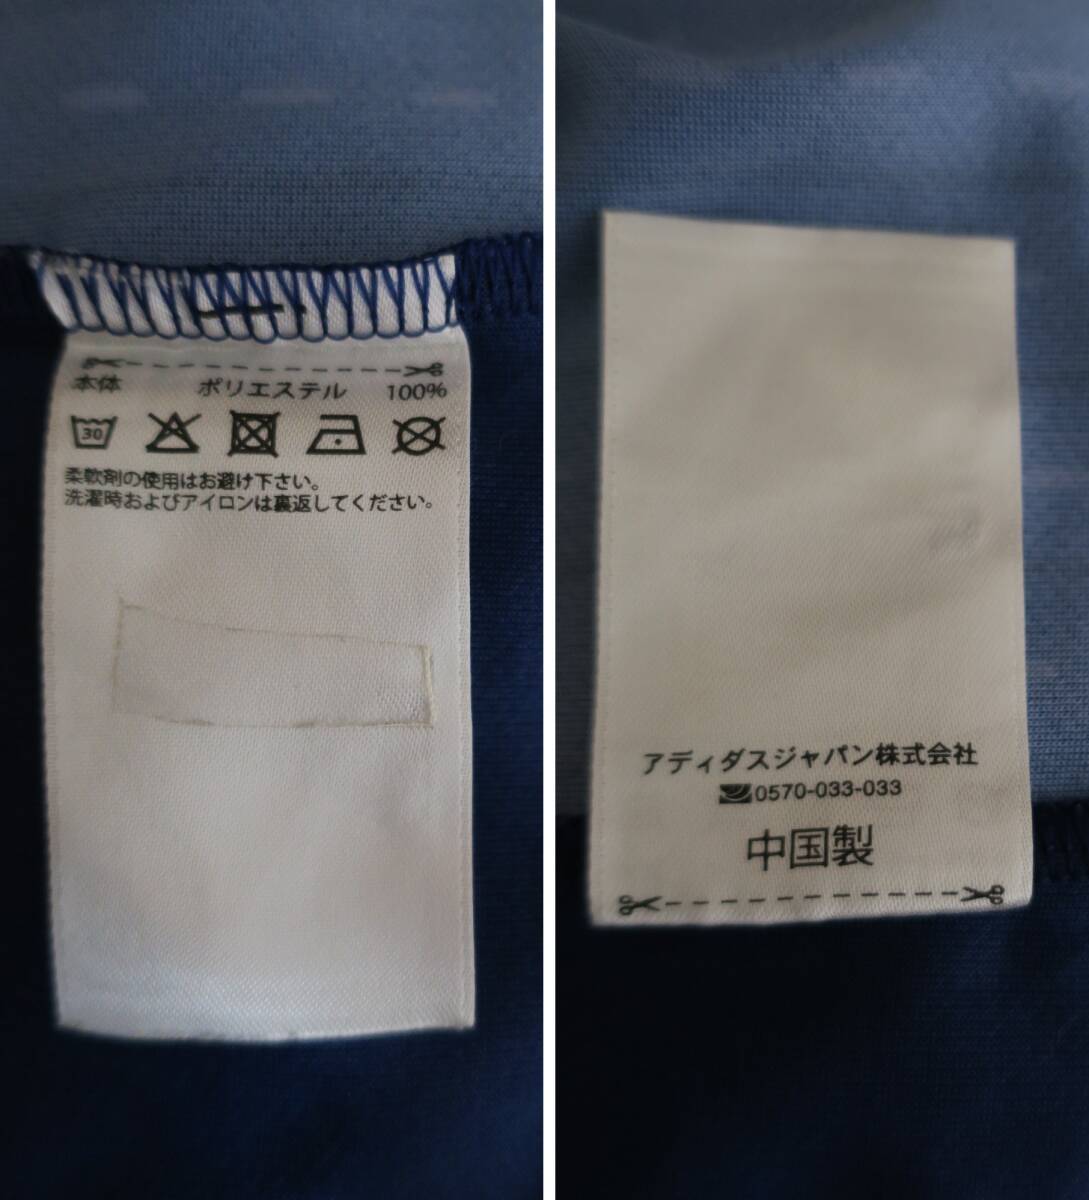 本体 ポリエステル 100%
30
柔軟剤の使用はお避け下さい。
洗濯時およびアイロンは裏返してください。
アディダスジャパン株式会社
0570-033-033
中国製